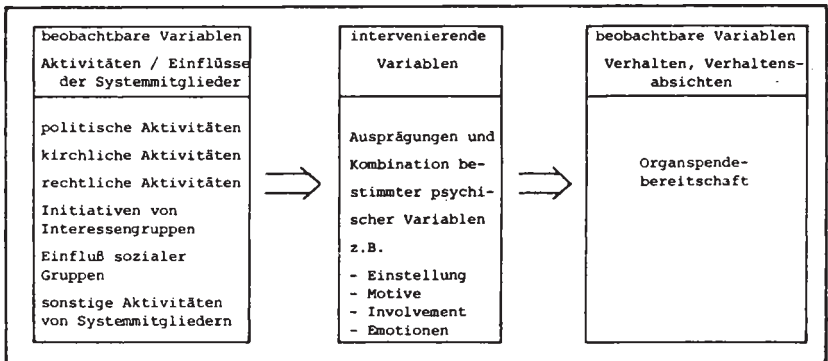 beobachtbare Variablen
Aktivitäten / Einflüsse
der Systemmitglieder
politische Aktivitäten
kirchliche Aktivitäten
rechtliche Aktivitäten
Initiativen von
Interessengruppen
Einfluß sozialer
Gruppen
sonstige Aktivitäten
von Systemmitgliedern
intervenierende
Variablen
Ausprägungen und
Kombination be-
stimmter psychi-
scher Variablen
z.B.
- Einstellung
- Motive
- Involvement
- Emotionen
beobachtbare Variablen
Verhalten, Verhaltens-
absichten
Organspende-
bereitschaft